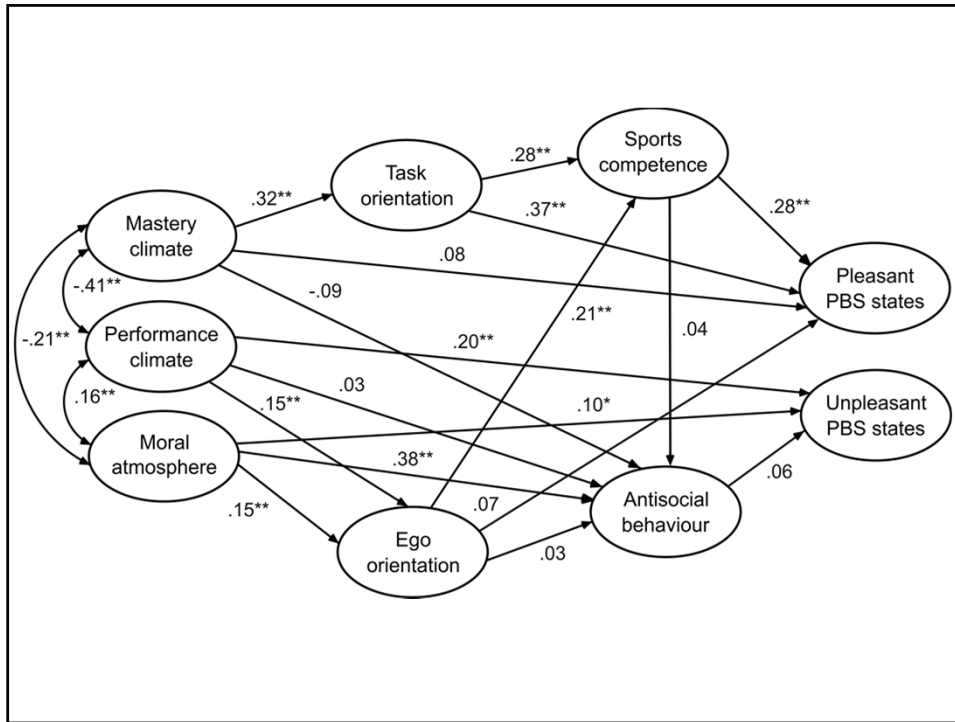 Sports
competence
Task
orientation
.28**
.32**
.37**
.28**
Mastery
climate
.08
Pleasant
PBS states
-.41**
-.09
.21**
.04
-.21**
Performance
climate
.20**
.03
.16**
.15**
.10*
Unpleasant
PBS states
Moral
atmosphere
.38**
.07
.06
.15**
Antisocial
behaviour
Ego
orientation
.03